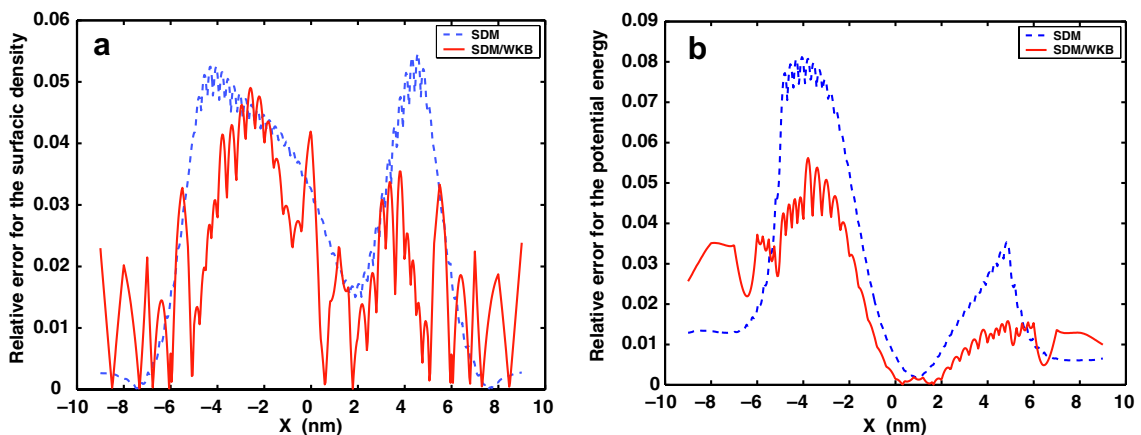 a
SDM
SDM/WKB
Relative error for the surfacic density
0.06
0.05
0.04
0.03
0.02
0.01
0
−10 −8 −6 −4 −2 0 2 4 6 8 10
X (nm)
b
SDM
SDM/WKB
Relative error for the potential energy
0.09
0.08
0.07
0.06
0.05
0.04
0.03
0.02
0.01
0
−10 −8 −6 −4 −2 0 2 4 6 8 10
X (nm)